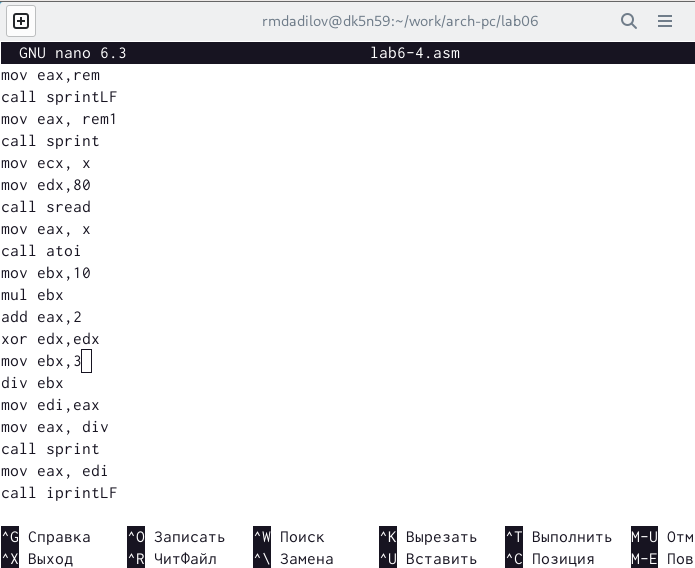 rmdadilov@dk5n59:~/work/arch-pc/lab06
GNU nano 6.3 lab6-4.asm
mov eax,rem
call sprintLF
mov eax, rem1
call sprint
mov ecx, x
mov edx,80
call sread
mov eax, x
call atoi
mov ebx,10
mul ebx
add eax,2
xor edx,edx
mov ebx,3
div ebx
mov edi,eax
mov eax, div
call sprint
mov eax, edi
call iprintLF
^G Справка ^O Записать ^W Поиск ^K Вырезать ^T Выполнить M-U Отм
^X Выход ^R ЧитФайл ^\ Замена ^U Вставить ^C Позиция M-E Пов